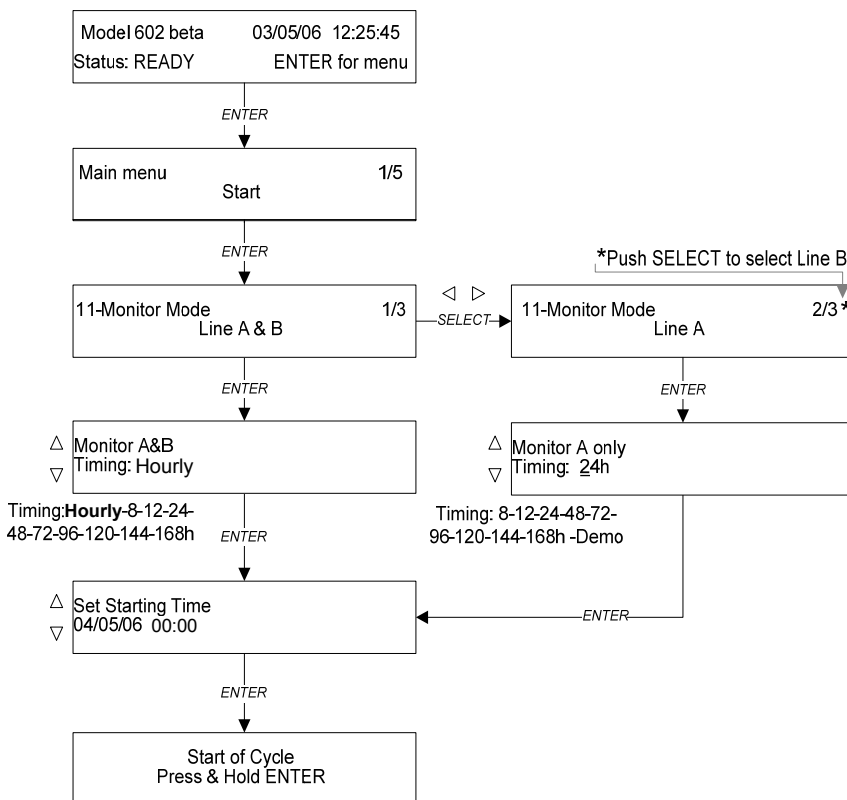 Model 602 beta 03/05/06 12:25:45
Status: READY ENTER for menu
ENTER
Main menu 1/5
Start
ENTER
*Push SELECT to select Line B
11-Monitor Mode 1/3
Line A & B
SELECT
11-Monitor Mode 2/3*
Line A
ENTER
ENTER
Monitor A&B
Timing: Hourly
Monitor A only
Timing: 24h
Timing:Hourly-8-12-24-
48-72-96-120-144-168h
ENTER
Timing: 8-12-24-48-72-
96-120-144-168h -Demo
Set Starting Time
04/05/06 00:00
ENTER
ENTER
Start of Cycle
Press & Hold ENTER